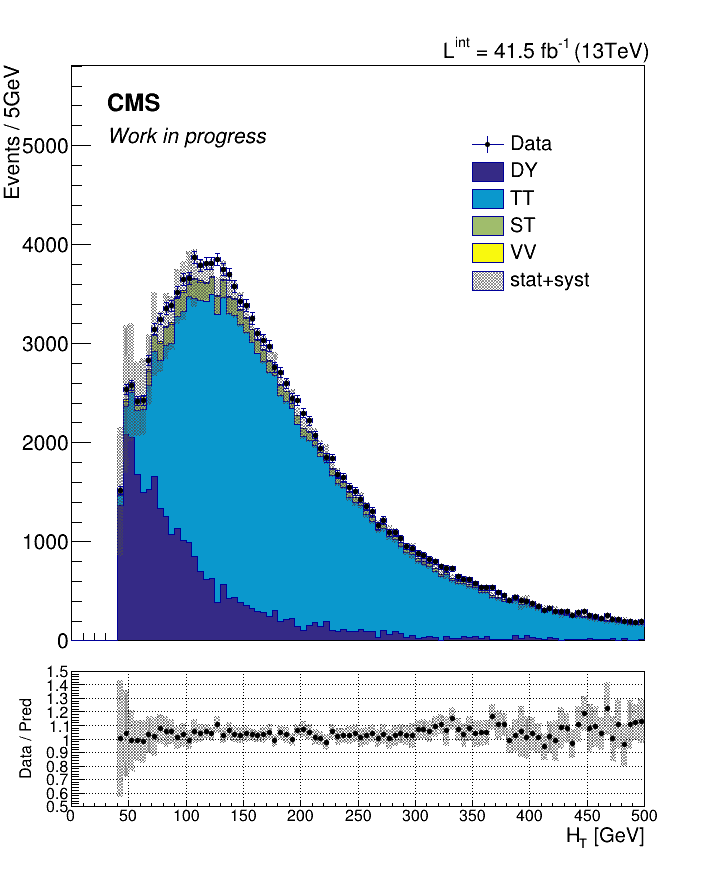 L^int = 41.5 fb^-1 (13TeV)
Events / 5GeV
CMS
Work in progress
Data
DY
TT
ST
VV
stat+syst
5000
4000
3000
2000
1000
0
Data / Pred
1.5
1.4
1.3
1.2
1.1
1
0.9
0.8
0.7
0.6
0.5
0 50 100 150 200 250 300 350 400 450 500
H_T [GeV]